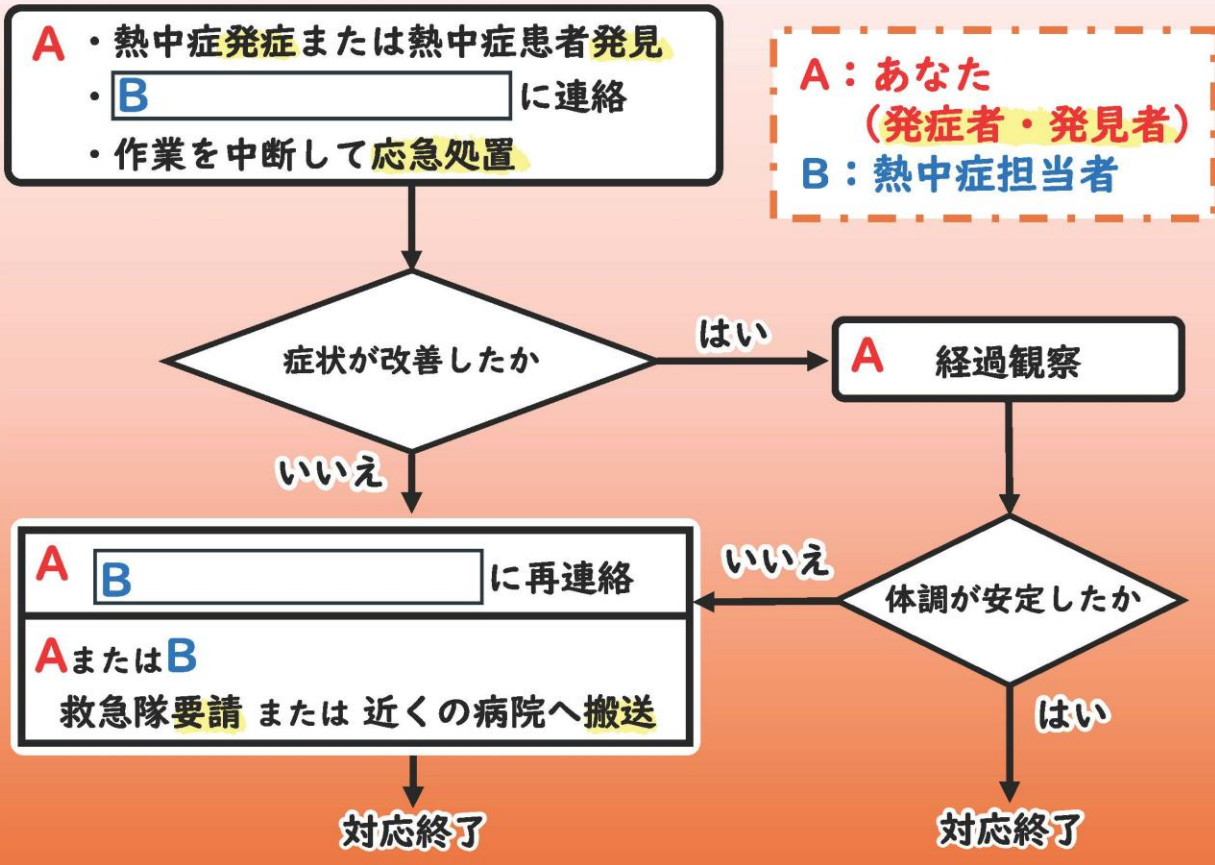 A ・熱中症発症または熱中症患者発見
・B に連絡
・作業を中断して応急処置
A：あなた
（発症者・発見者）
B：熱中症担当者
症状が改善したか
はい
A 経過観察
いいえ
A B に再連絡
いいえ
体調が安定したか
AまたはB
救急隊要請 または 近くの病院へ搬送
はい
対応終了
対応終了